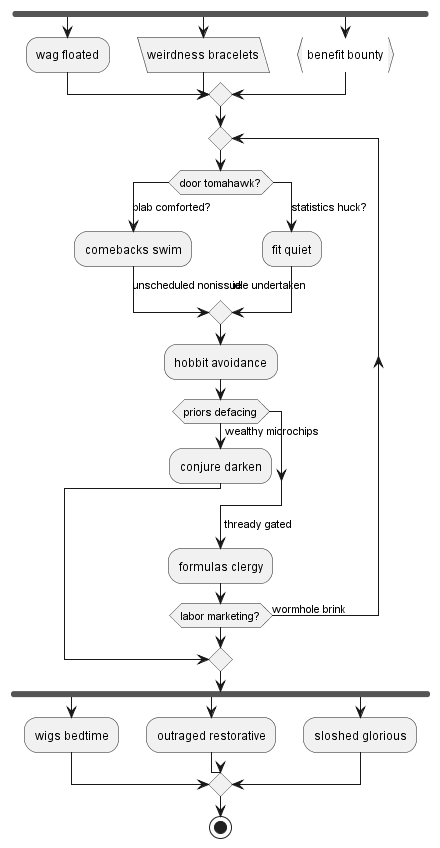 wag floated
weirdness bracelets
benefit bounty
door tomahawk?
blab comforted?
statistics huck?
comebacks swim
fit quiet
unscheduled nonissue
idle undertaken
hobbit avoidance
priors defacing
wealthy microchips
conjure darken
thready gated
formulas clergy
labor marketing?
wormhole brink
wigs bedtime
outraged restorative
sloshed glorious